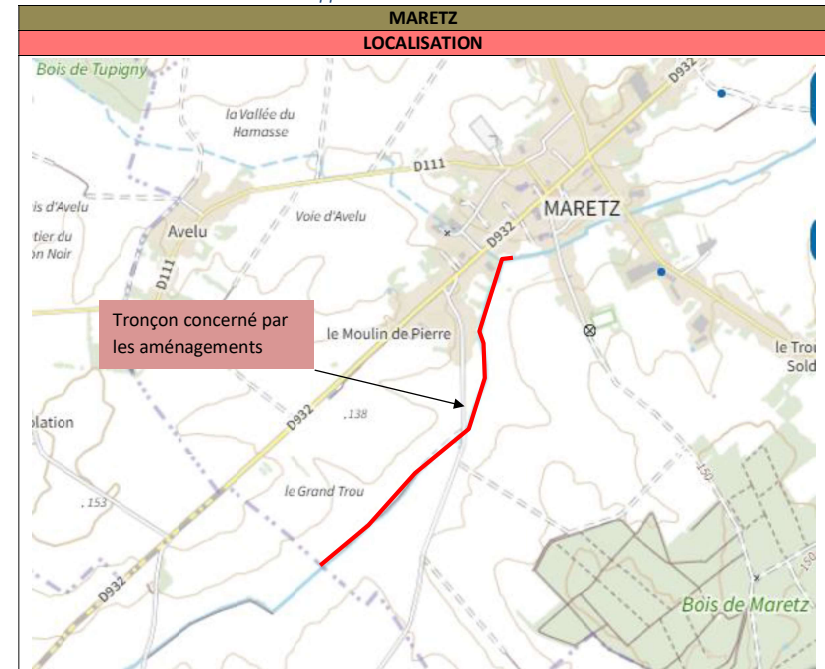 MARETZ
LOCALISATION
Bois de Tupigny
D932
la Vallée du
Hamasse
D111
is d'Avelu
Voie d'Avelu
MARETZ
tier du
on Noir
Avelu
D932
D111
Tronçon concerné par
les aménagements
le Moulin de Pierre
le Trou
Sold
olation
D932
.138
150
le Grand Trou
.153
150
D932
Bois de Maretz